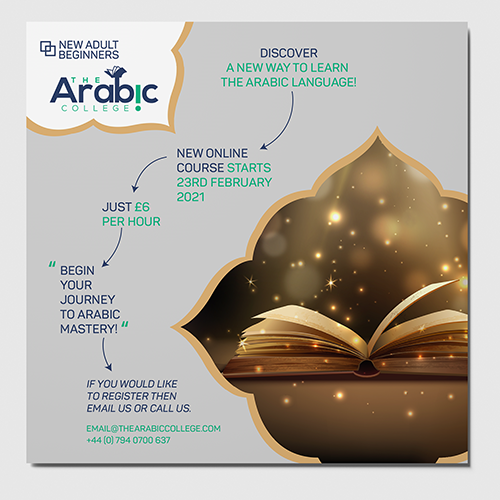 NEW ADULT
BEGINNERS
THE
Arabic
COLLEGE
DISCOVER
A NEW WAY TO LEARN
THE ARABIC LANGUAGE!
NEW ONLINE
COURSE STARTS
23RD FEBRUARY
2021
JUST £6
PER HOUR
“ BEGIN
YOUR
JOURNEY
TO ARABIC
MASTERY! “
IF YOU WOULD LIKE
TO REGISTER THEN
EMAIL US OR CALL US.
EMAIL@THEARABICCOLLEGE.COM
+44 (0) 794 0700 637